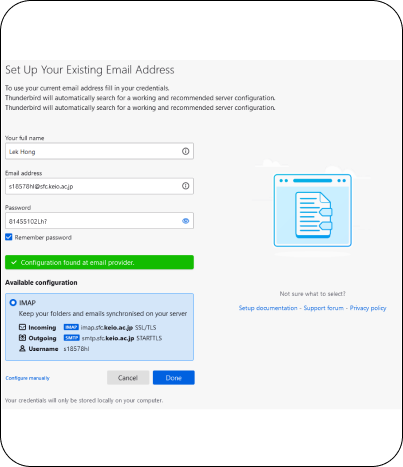 Set Up Your Existing Email Address
To use your current email address fill in your credentials.
Thunderbird will automatically search for a working and recommended server configuration.
Thunderbird will automatically search for a working and recommended server configuration.
Your full name
Lek Hong
Email address
s18578hl@sfc.keio.ac.jp
Password
81455102Lh?
Remember password
✓ Configuration found at email provider.
Available configuration
IMAP
Keep your folders and emails synchronised on your server
Incoming IMAP imap.sfc.keio.ac.jp SSL/TLS
Outgoing SMTP smtp.sfc.keio.ac.jp STARTTLS
Username s18578hl
Not sure what to select?
Setup documentation - Support forum - Privacy policy
Configure manually Cancel Done
Your credentials will only be stored locally on your computer.